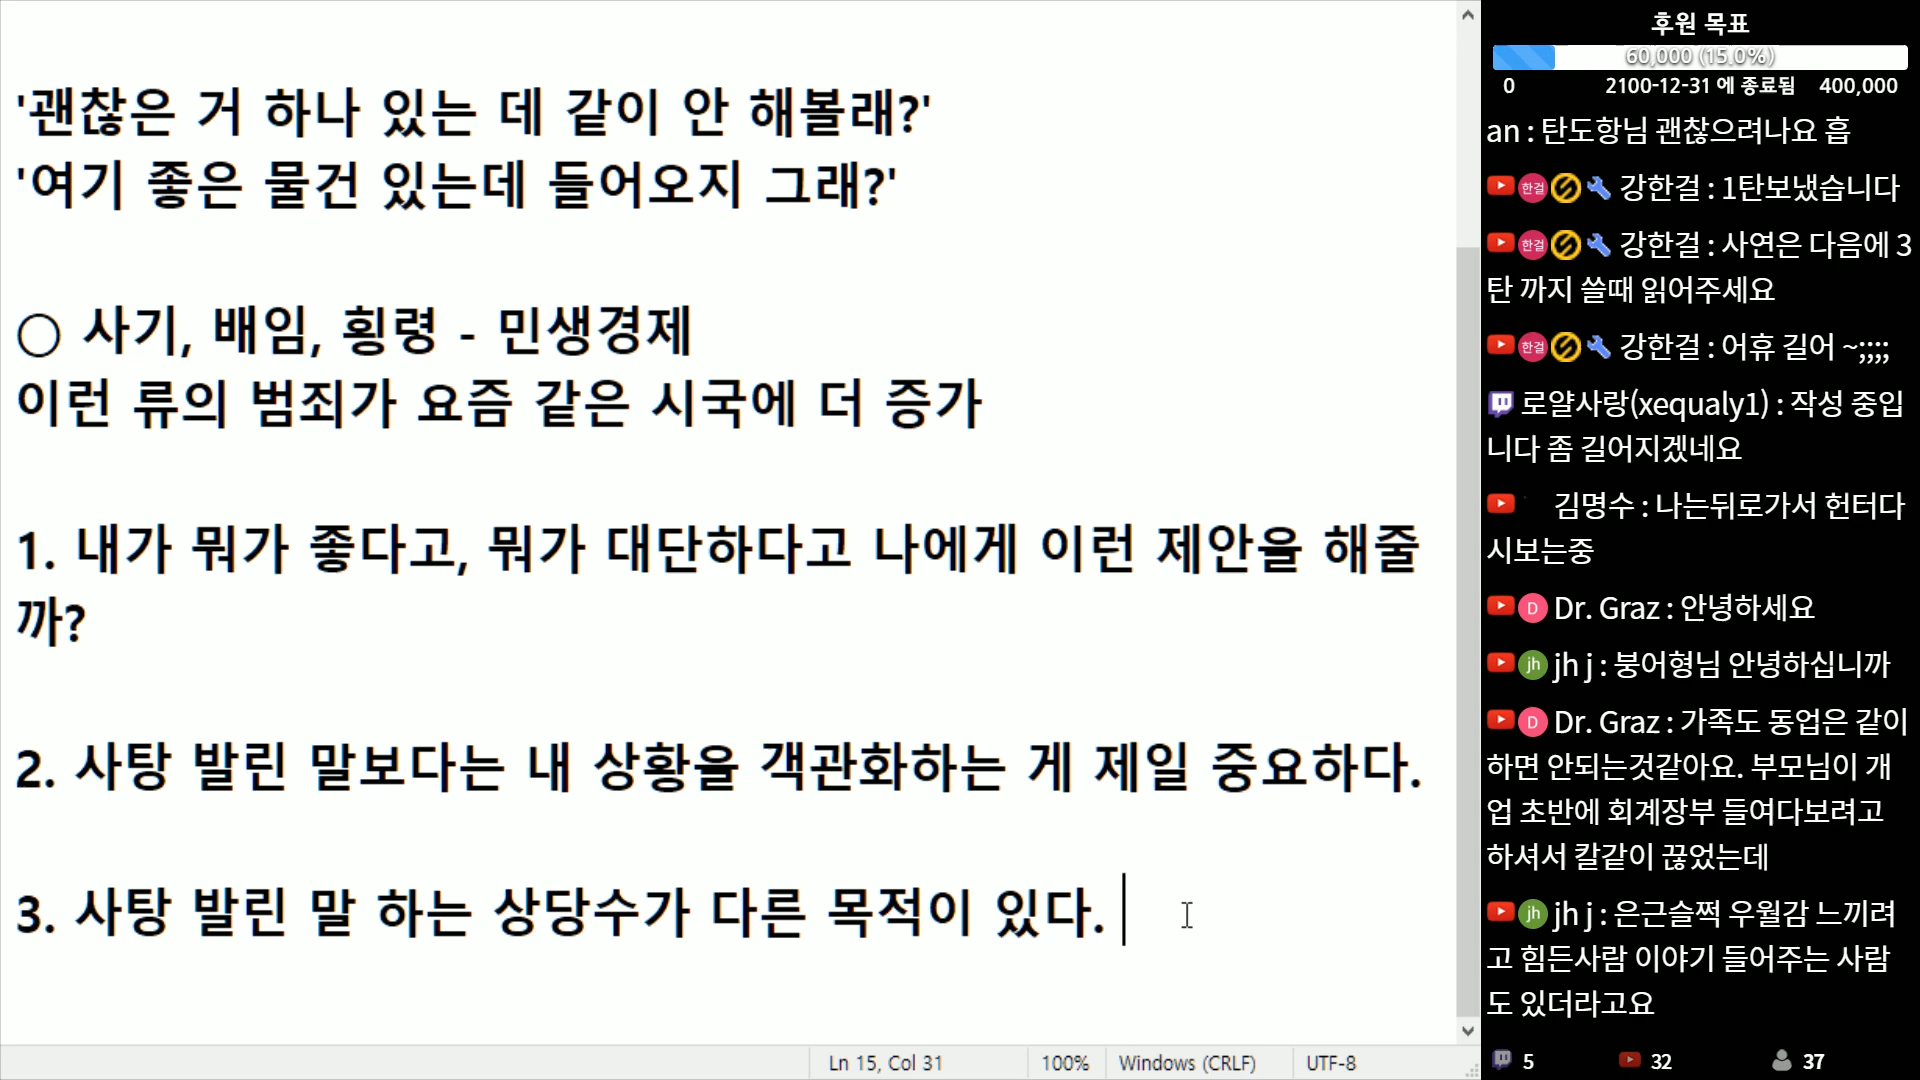 '괜찮은 거 하나 있는 데 같이 안 해볼래?'
'여기 좋은 물건 있는데 들어오지 그래?'
○ 사기, 배임, 횡령 - 민생경제
이런 류의 범죄가 요즘 같은 시국에 더 증가
1. 내가 뭐가 좋다고, 뭐가 대단하다고 나에게 이런 제안을 해줄
까?
2. 사탕 발린 말보다는 내 상황을 객관화하는 게 제일 중요하다.
3. 사탕 발린 말 하는 상당수가 다른 목적이 있다.
Ln 15, Col 31
100%
Windows (CRLF)
UTF-8
후원 목표
60,000 (15.0%)
0
2100-12-31 에 종료됨
400,000
an : 탄도항님 괜찮으려나요 흡
한걸 강한걸 : 1탄보냈습니다
한걸 강한걸 : 사연은 다음에 3
탄 까지 쓸때 읽어주세요
한걸 강한걸 : 어휴 길어 ~;;;;
로얄사랑(xequaly1) : 작성 중입
니다 좀 길어지겠네요
김명수 : 나는뒤로가서 헌터다
시보는중
D Dr. Graz : 안녕하세요
jh jh j : 붕어형님 안녕하십니까
D Dr. Graz : 가족도 동업은 같이
하면 안되는것같아요. 부모님이 개
업 초반에 회계장부 들여다보려고
하셔서 칼같이 끊었는데
jh jh j : 은근슬쩍 우월감 느끼려
고 힘든사람 이야기 들어주는 사람
도 있더라고요
5
32
37